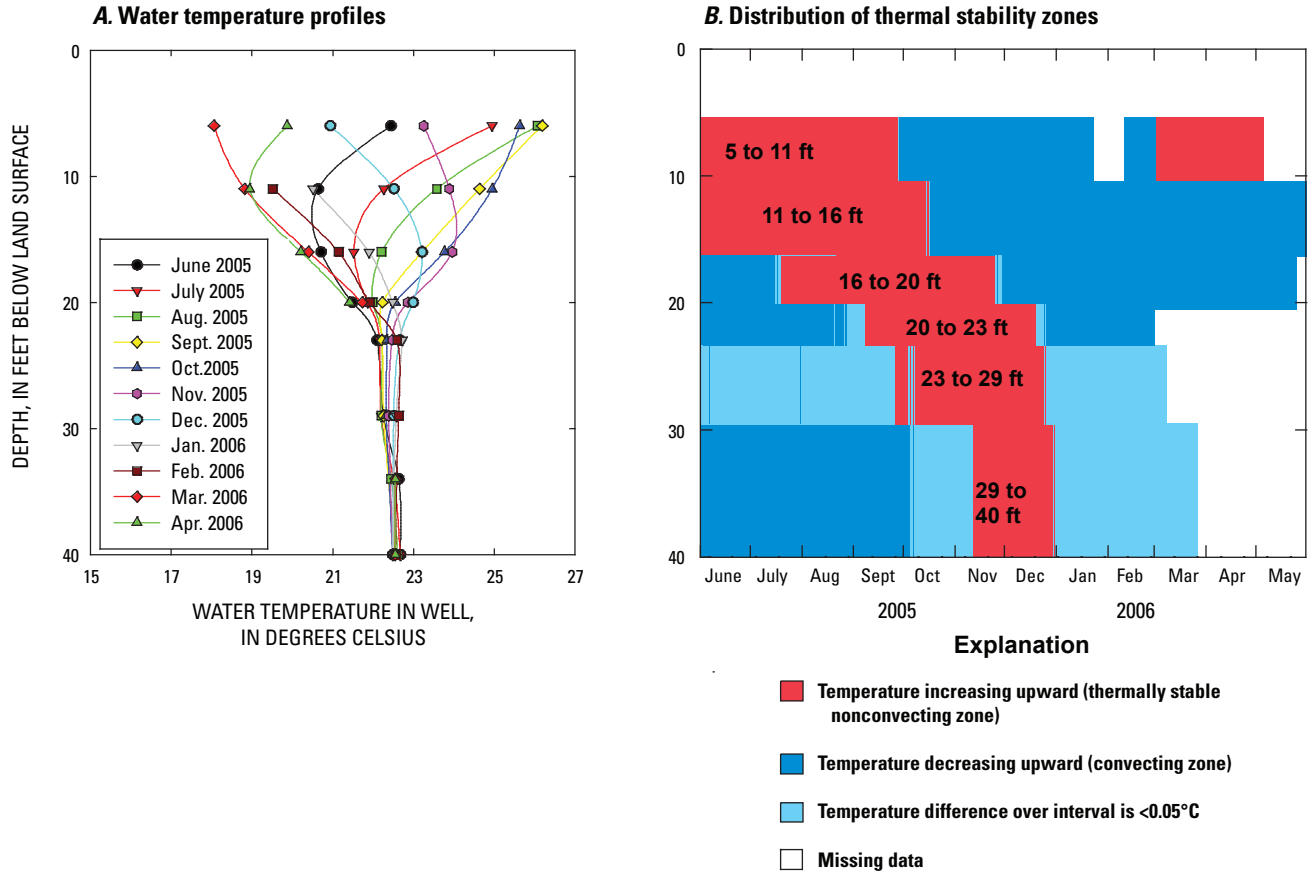 A. Water temperature profiles
0
10
20
30
40
DEPTH, IN FEET BELOW LAND SURFACE
June 2005
July 2005
Aug. 2005
Sept. 2005
Oct.2005
Nov. 2005
Dec. 2005
Jan. 2006
Feb. 2006
Mar. 2006
Apr. 2006
15 17 19 21 23 25 27
WATER TEMPERATURE IN WELL,
IN DEGREES CELSIUS
B. Distribution of thermal stability zones
0
10
20
30
40
5 to 11 ft
11 to 16 ft
16 to 20 ft
20 to 23 ft
23 to 29 ft
29 to
40 ft
June July Aug Sept Oct Nov Dec Jan Feb Mar Apr May
2005 2006
Explanation
Temperature increasing upward (thermally stable
nonconvecting zone)
Temperature decreasing upward (convecting zone)
Temperature difference over interval is <0.05°C
Missing data